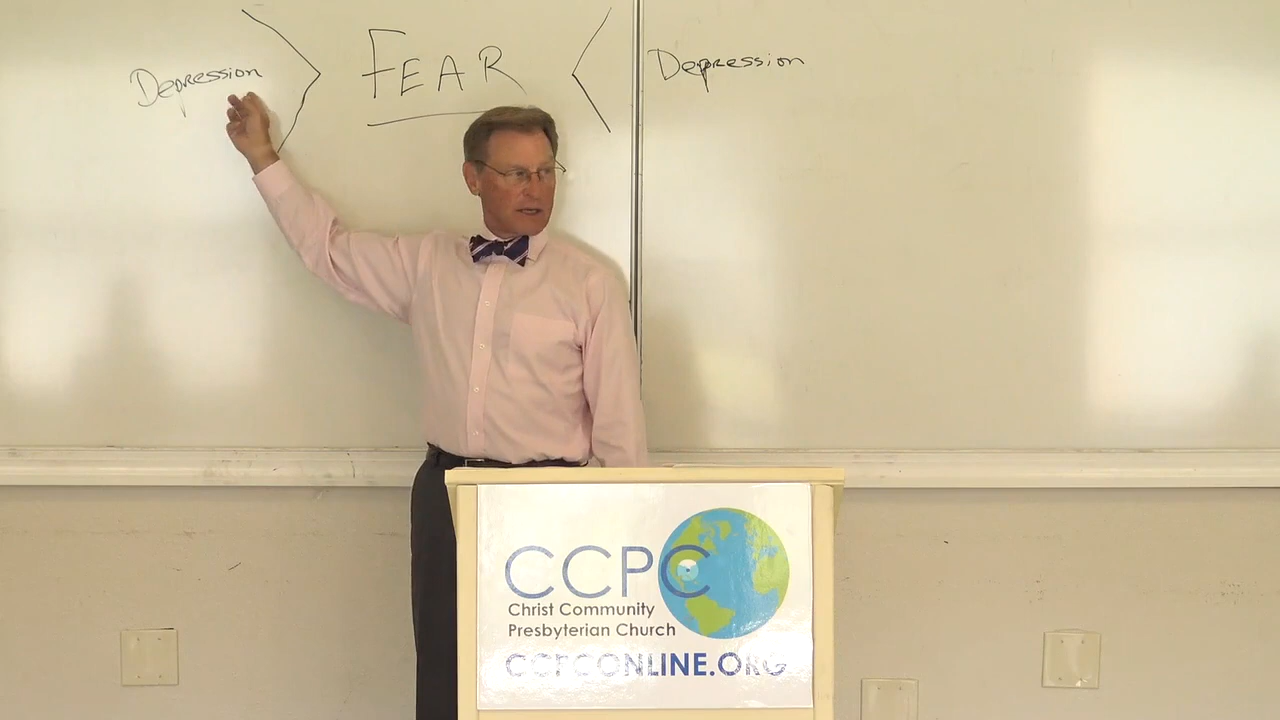 Depression > FEAR < Depression
CCPC
Christ Community
Presbyterian Church
CCPCONLINE.ORG